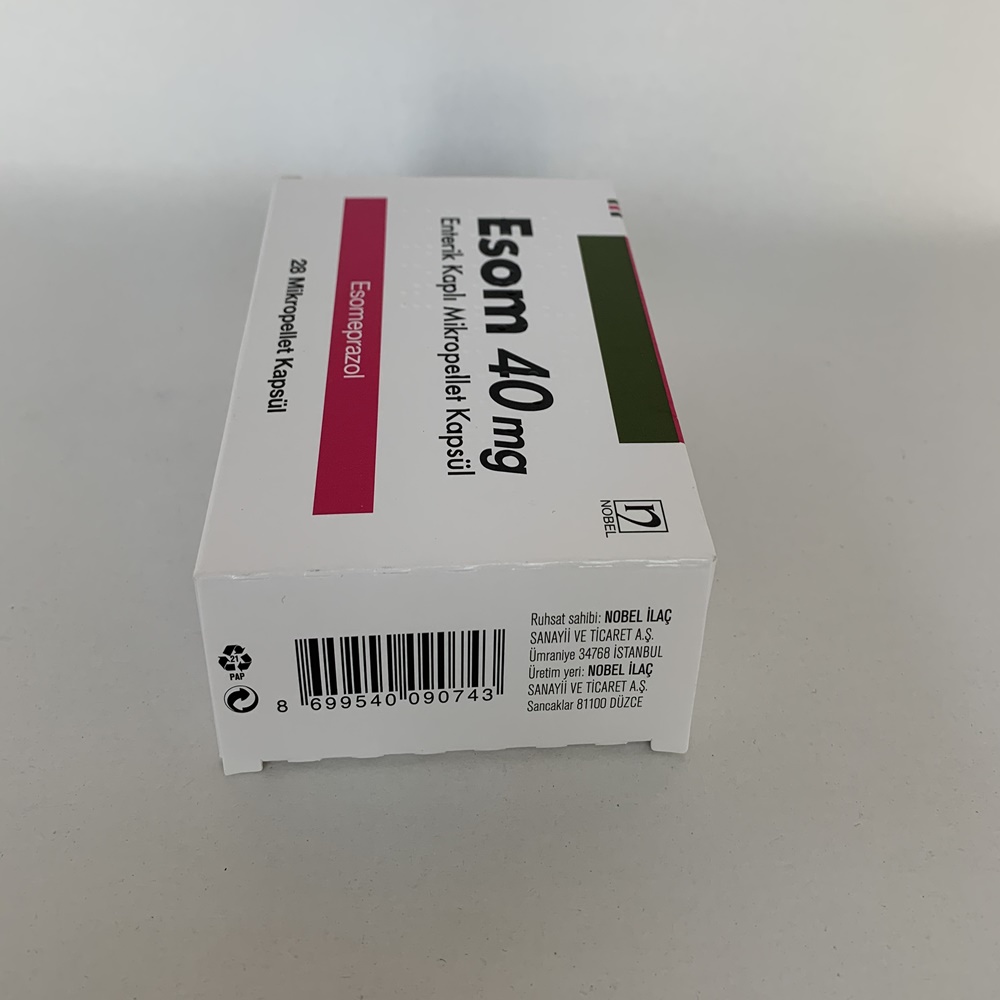 Esom 40 mg
Enterik Kaplı Mikropellet Kapsül
Esomeprazol
28 Mikropellet Kapsül
n
NOBEL
21
PAP
8 699540 090743
Ruhsat sahibi: NOBEL İLAÇ
SANAYİİ VE TİCARET A.Ş.
Ümraniye 34768 İSTANBUL
Üretim yeri: NOBEL İLAÇ
SANAYİİ VE TİCARET A.Ş.
Sancaklar 81100 DÜZCE